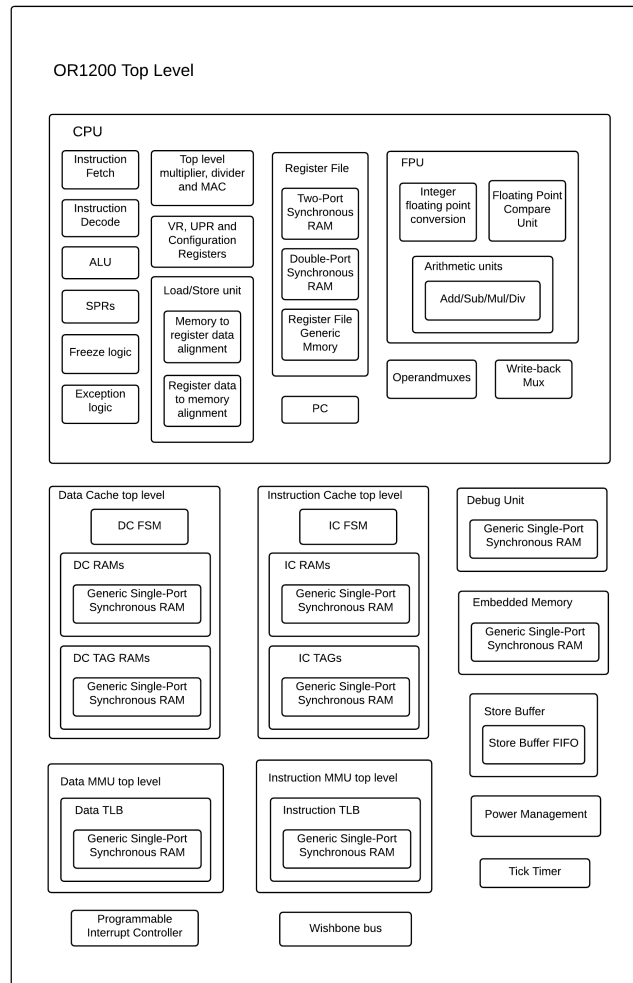 OR1200 Top Level
CPU
Instruction
Fetch
Instruction
Decode
ALU
SPRs
Freeze logic
Exception
logic
Top level
multiplier, divider
and MAC
VR, UPR and
Configuration
Registers
Load/Store unit
Memory to
register data
alignment
Register data
to memory
alignment
Register File
Two-Port
Synchronous
RAM
Double-Port
Synchronous
RAM
Register File
Generic
Mmory
PC
FPU
Integer
floating point
conversion
Floating Point
Compare
Unit
Arithmetic units
Add/Sub/Mul/Div
Operandmuxes
Write-back
Mux
Data Cache top level
DC FSM
DC RAMs
Generic Single-Port
Synchronous RAM
DC TAG RAMs
Generic Single-Port
Synchronous RAM
Instruction Cache top level
IC FSM
IC RAMs
Generic Single-Port
Synchronous RAM
IC TAGs
Generic Single-Port
Synchronous RAM
Debug Unit
Generic Single-Port
Synchronous RAM
Embedded Memory
Generic Single-Port
Synchronous RAM
Store Buffer
Store Buffer FIFO
Data MMU top level
Data TLB
Generic Single-Port
Synchronous RAM
Instruction MMU top level
Instruction TLB
Generic Single-Port
Synchronous RAM
Power Management
Tick Timer
Programmable
Interrupt Controller
Wishbone bus